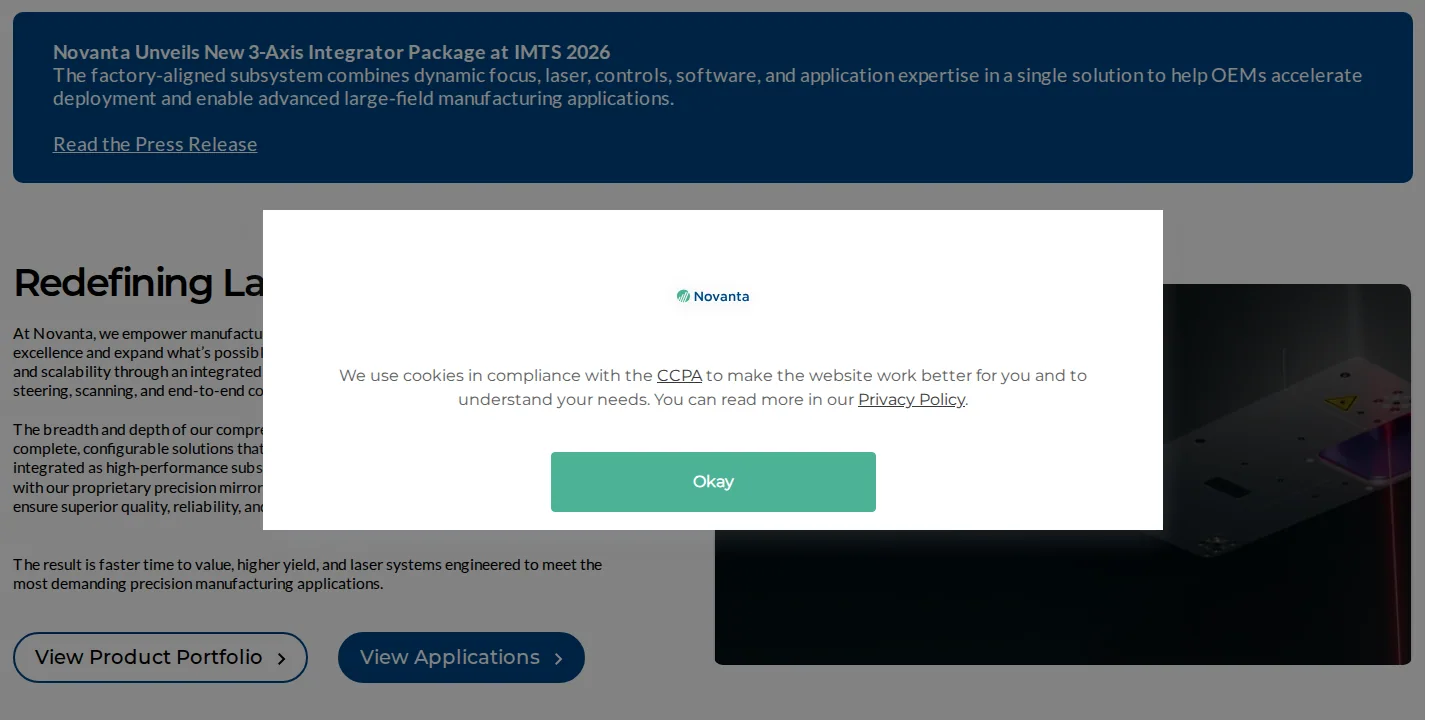 Novanta Unveils New 3-Axis Integrator Package at IMTS 2026
The factory-aligned subsystem combines dynamic focus, laser, controls, software, and application expertise in a single solution to help OEMs accelerate
deployment and enable advanced large-field manufacturing applications.
Read the Press Release
Redefining La
At Novanta, we empower manufactu
excellence and expand what's possibl
and scalability through an integrated
steering, scanning, and end-to-end co
The breadth and depth of our compre
complete, configurable solutions that
integrated as high-performance subs
with our proprietary precision mirror
ensure superior quality, reliability, and
Novanta
We use cookies in compliance with the CCPA to make the website work better for you and to
understand your needs. You can read more in our Privacy Policy.
Okay
The result is faster time to value, higher yield, and laser systems engineered to meet the
most demanding precision manufacturing applications.
View Product Portfolio
View Applications